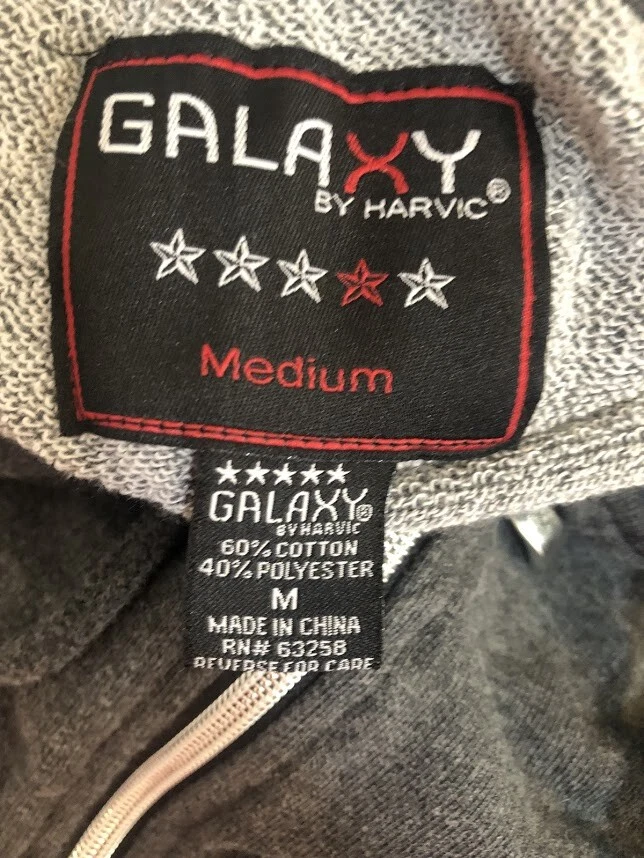 GALAXY
BY HARVIC®
Medium
GALAXY®
BY HARVIC
60% COTTON
40% POLYESTER
M
MADE IN CHINA
RN# 63258
REVERSE FOR CARE